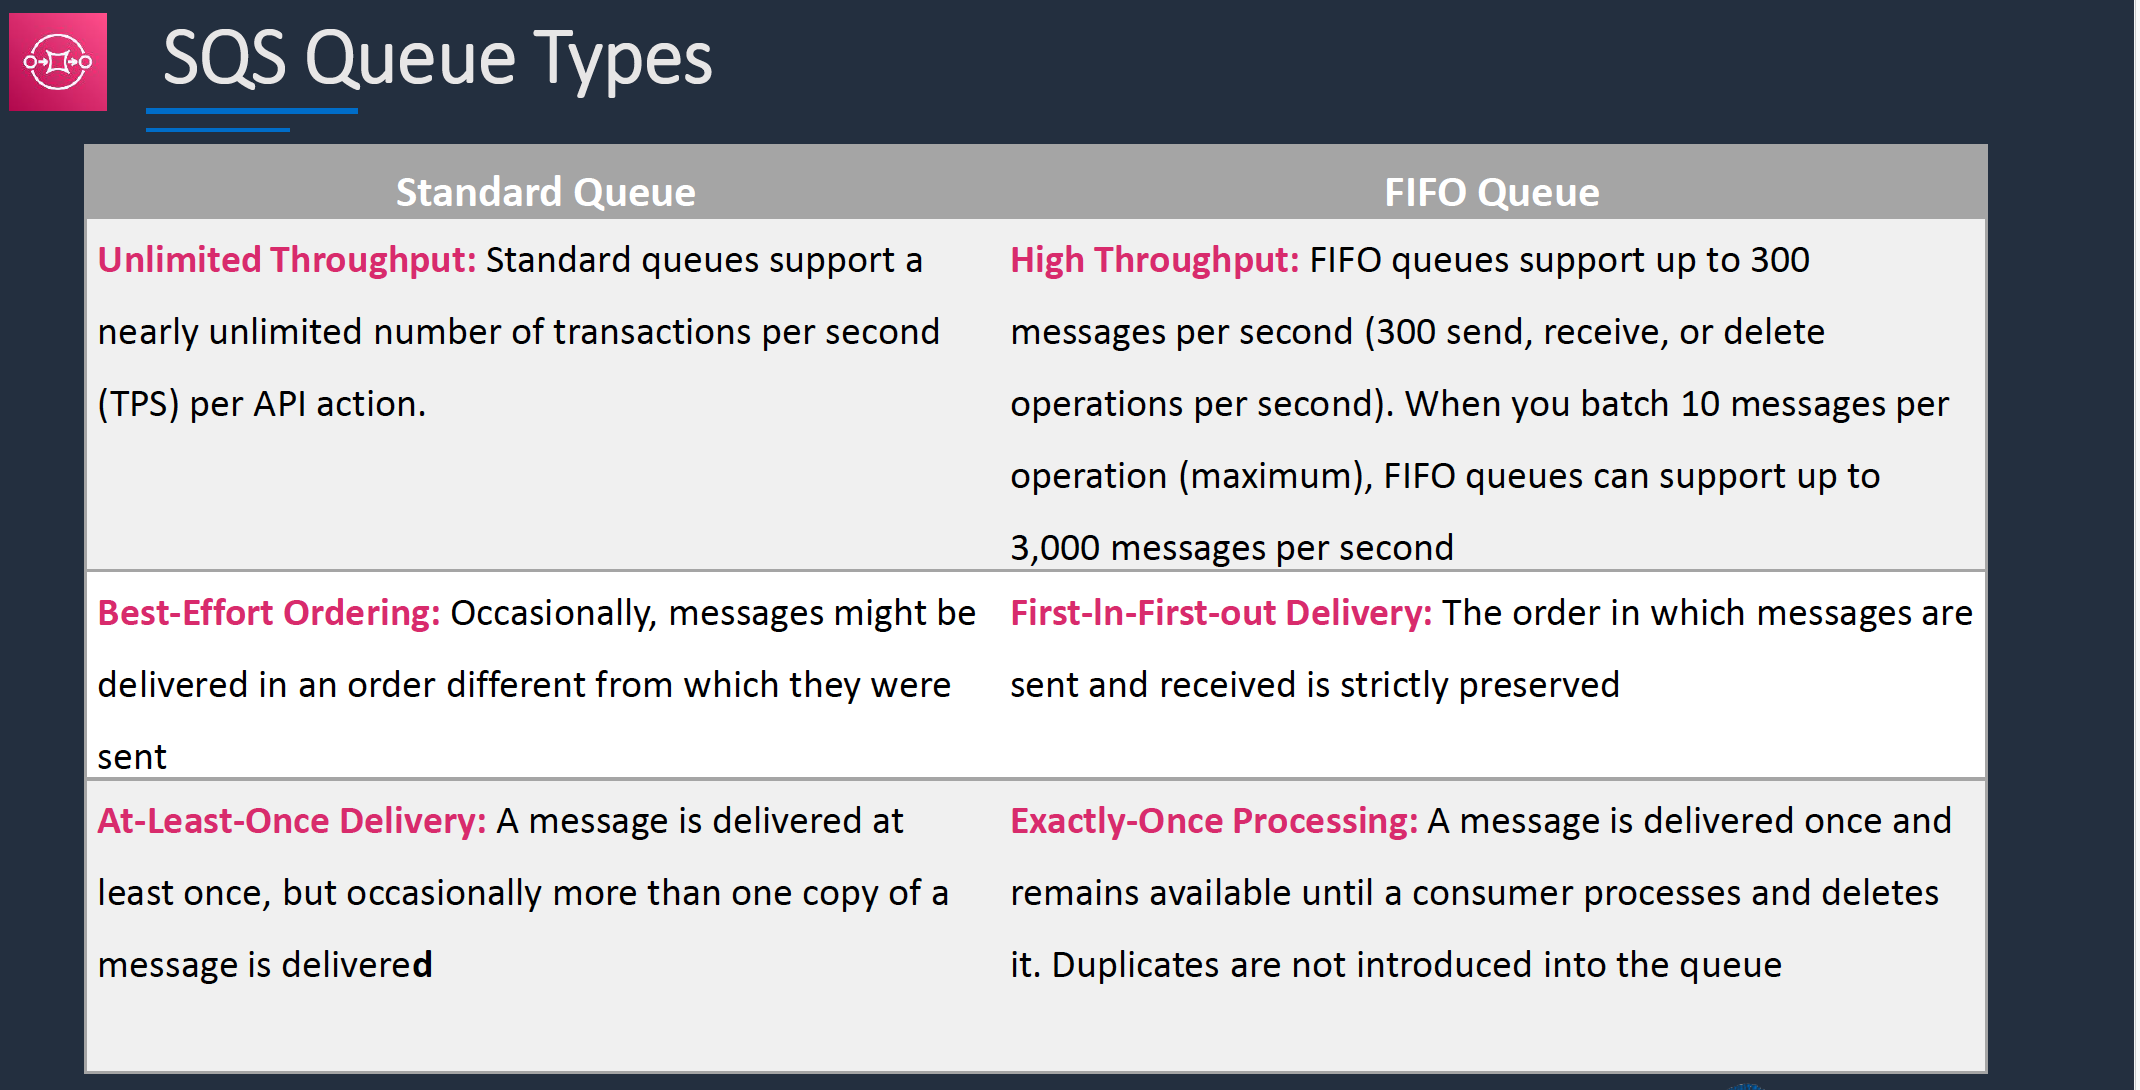 SQS Queue Types
Standard Queue
FIFO Queue
Unlimited Throughput: Standard queues support a
nearly unlimited number of transactions per second
(TPS) per API action.
High Throughput: FIFO queues support up to 300
messages per second (300 send, receive, or delete
operations per second). When you batch 10 messages per
operation (maximum), FIFO queues can support up to
3,000 messages per second
Best-Effort Ordering: Occasionally, messages might be
delivered in an order different from which they were
sent
First-In-First-out Delivery: The order in which messages are
sent and received is strictly preserved
At-Least-Once Delivery: A message is delivered at
least once, but occasionally more than one copy of a
message is delivered
Exactly-Once Processing: A message is delivered once and
remains available until a consumer processes and deletes
it. Duplicates are not introduced into the queue